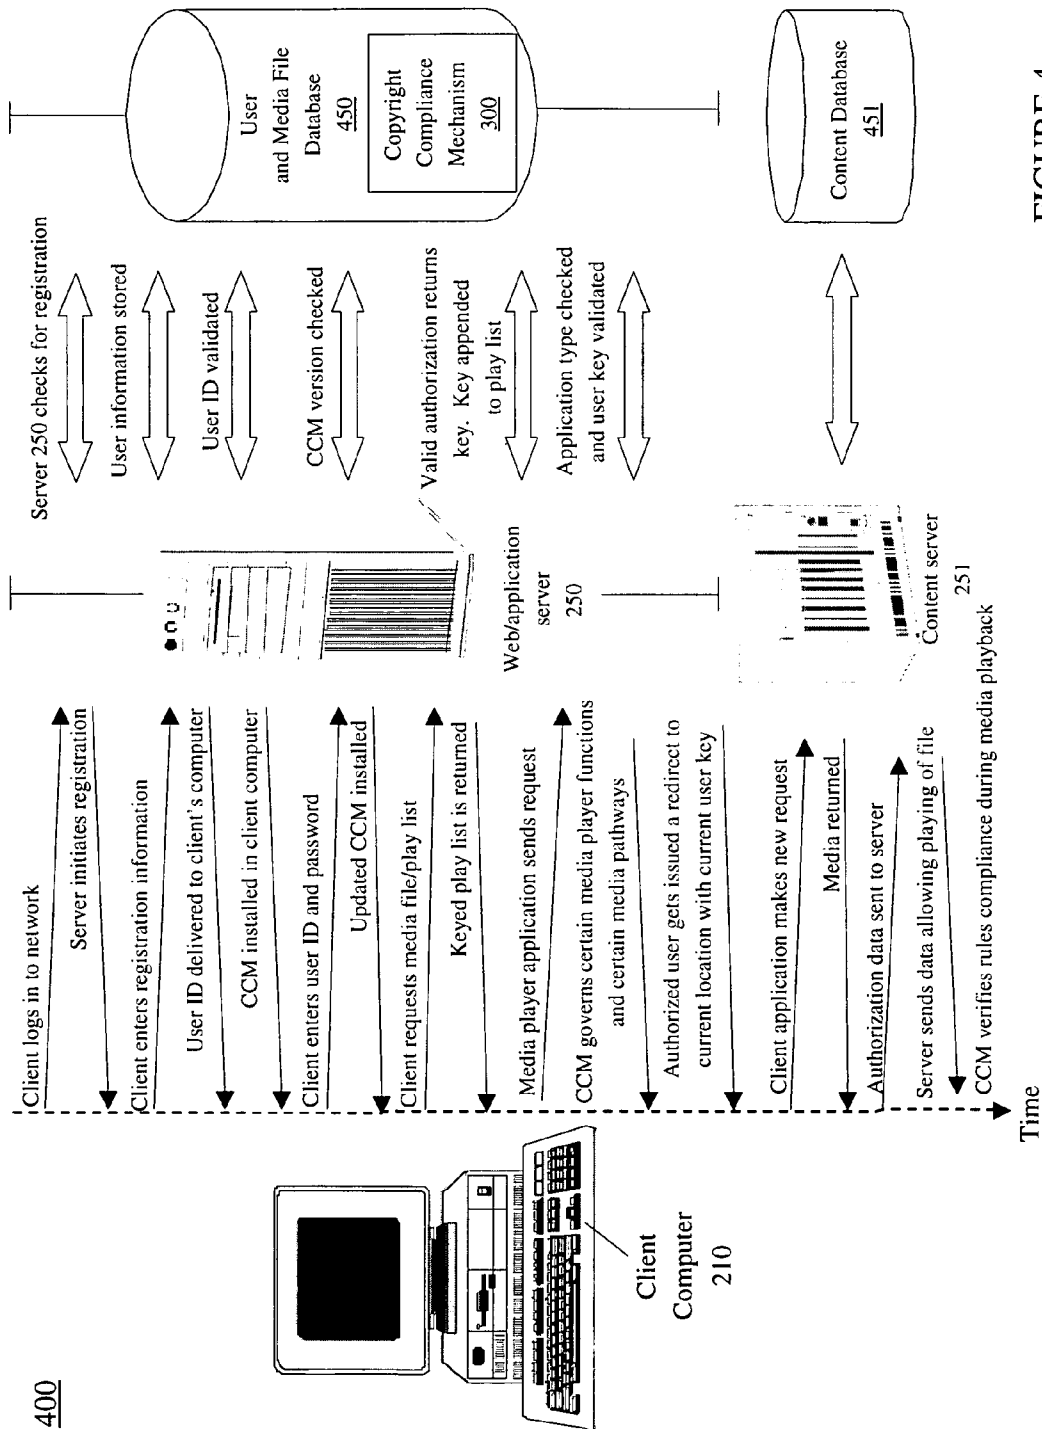 400
Client
Computer
210
Time
Client logs in to network
Server initiates registration
Client enters registration information
User ID delivered to client's computer
CCM installed in client computer
Client enters user ID and password
Updated CCM installed
Client requests media file/play list
Keyed play list is returned
Media player application sends request
CCM governs certain media player functions
and certain media pathways
Authorized user gets issued a redirect to
current location with current user key
Client application makes new request
Media returned
Authorization data sent to server
Server sends data allowing playing of file
CCM verifies rules compliance during media playback
Web/application
server
250
Content server
251
Server 250 checks for registration
User information stored
User ID validated
CCM version checked
Valid authorization returns
key. Key appended
to play list
Application type checked
and user key validated
User
and Media File
Database
450
Copyright
Compliance
Mechanism
300
Content Database
451